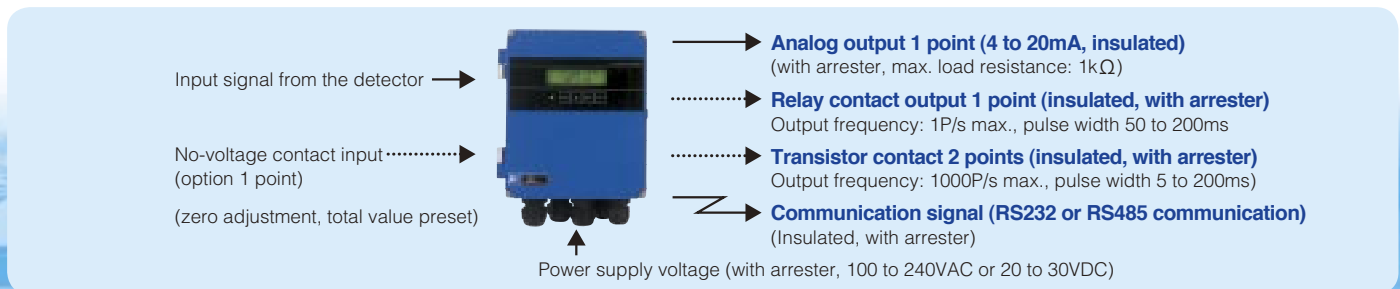 Input signal from the detector
No-voltage contact input
(option 1 point)
(zero adjustment, total value preset)
Analog output 1 point (4 to 20mA, insulated)
(with arrester, max. load resistance: 1kΩ)
Relay contact output 1 point (insulated, with arrester)
Output frequency: 1P/s max., pulse width 50 to 200ms
Transistor contact 2 points (insulated, with arrester)
Output frequency: 1000P/s max., pulse width 5 to 200ms)
Communication signal (RS232 or RS485 communication)
(Insulated, with arrester)
Power supply voltage (with arrester, 100 to 240VAC or 20 to 30VDC)